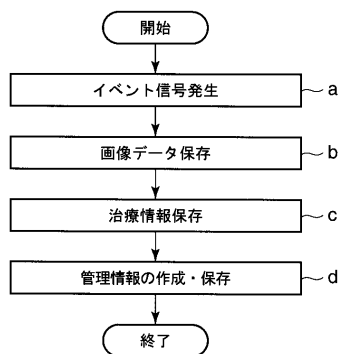 開始
イベント信号発生
a
画像データ保存
b
治療情報保存
c
管理情報の作成・保存
d
終了